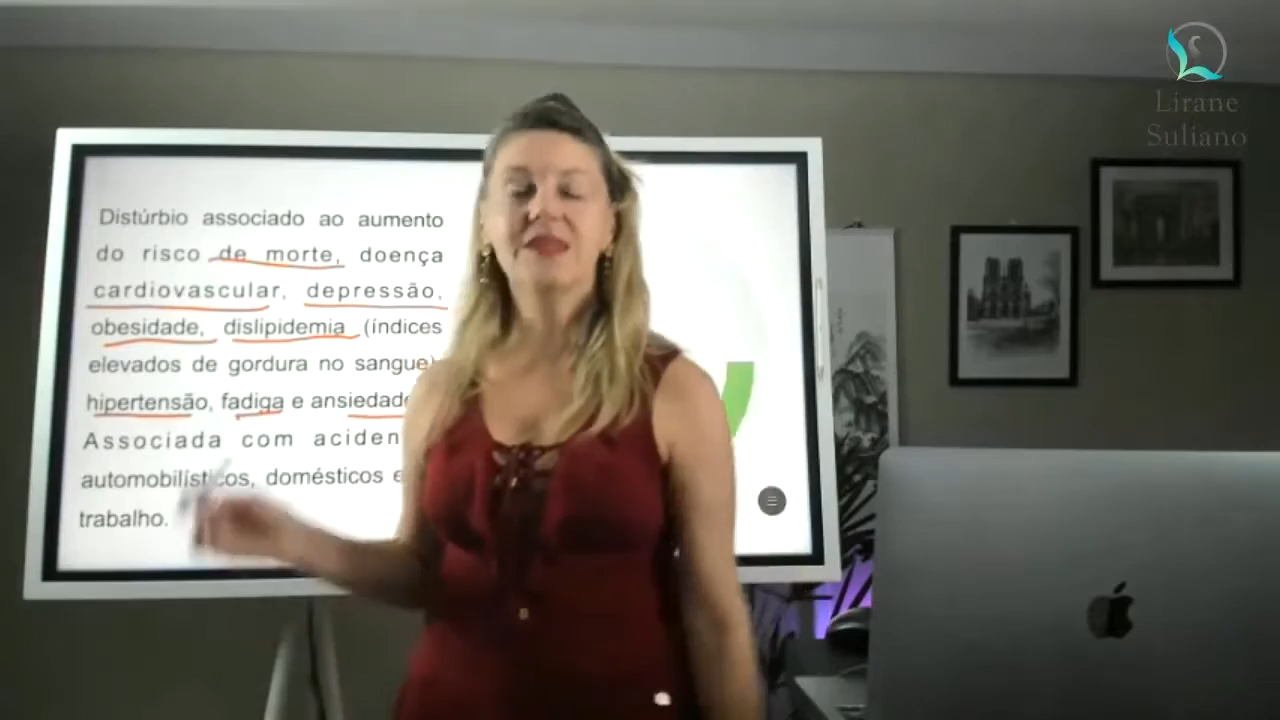 Lirane
Suliano
Distúrbio associado ao aumento
do risco de morte, doença
cardiovascular, depressão,
obesidade, dislipidemia (índices
elevados de gordura no sangue)
hipertensão, fadiga e ansiedad
Associada com aciden
automobilísticos, domésticos e
trabalho.